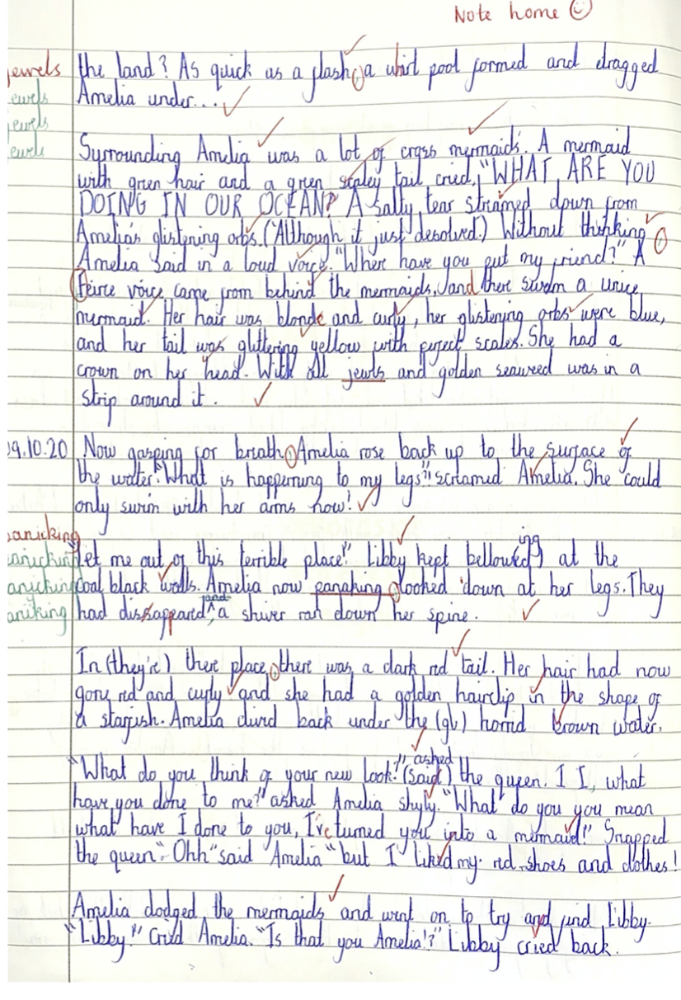 Note home
jewels the land? As quick as a flash, a whirl pool formed and dragged
ewels Amelia under...
ewels
ewels Surrounding Amelia was a lot of cross mermaids. A mermaid
with green hair and a green scaley tail cried, "WHAT ARE YOU
DOING IN OUR OCEAN? A salty tear streamed down from
Amelia's glistening orbs. (Although it just desolved.) Without thinking,
Amelia said in a loud voice. "Where have you put my friend?" A
feirce voice came from behind the mermaids, and there swam a unice
mermaid. Her hair was blonde and curly, her glistening orbs were blue,
and her tail was glittering yellow with perfect scales. She had a
crown on her head. With all jewls and golden seaweed was in a
strip around it.
09.10.20 Now gasping for breath, Amelia rose back up to the surface of
the water. "What is happening to my legs"!! screamed Amelia. She could
only swim with her arms now!
panicking
anicking "let me out of this terrible place!" Libby kept bellowing at the
anicking coal black walls. Amelia now panaking, looked down at her legs. They
aniking had dissappeared, and a shiver ran down her spine.
In (they're) there place, there was a dark red tail. Her hair had now
gone red and curly and she had a golden hairclip in the shape of
a starfish. Amelia dived back under the (gl) horrid brown water.
"What do you think of your new look?" (said) asked the queen. I I, what
have you done to me?" asked Amelia shyly. "What do you you mean
what have I done to you, I've turned you into a mermaid!" Snapped
the queen. "Ohh" said Amelia "but I liked my red shoes and clothes!
Amelia dodged the mermaids and went on to try and find Libby.
"Libby!" Cried Amelia. "Is that you Amelia!?" Libby cried back.